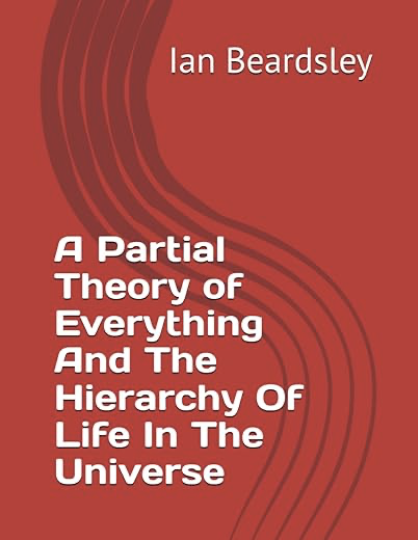 Ian Beardsley
A Partial
Theory of
Everything
And The
Hierarchy Of
Life In The
Universe